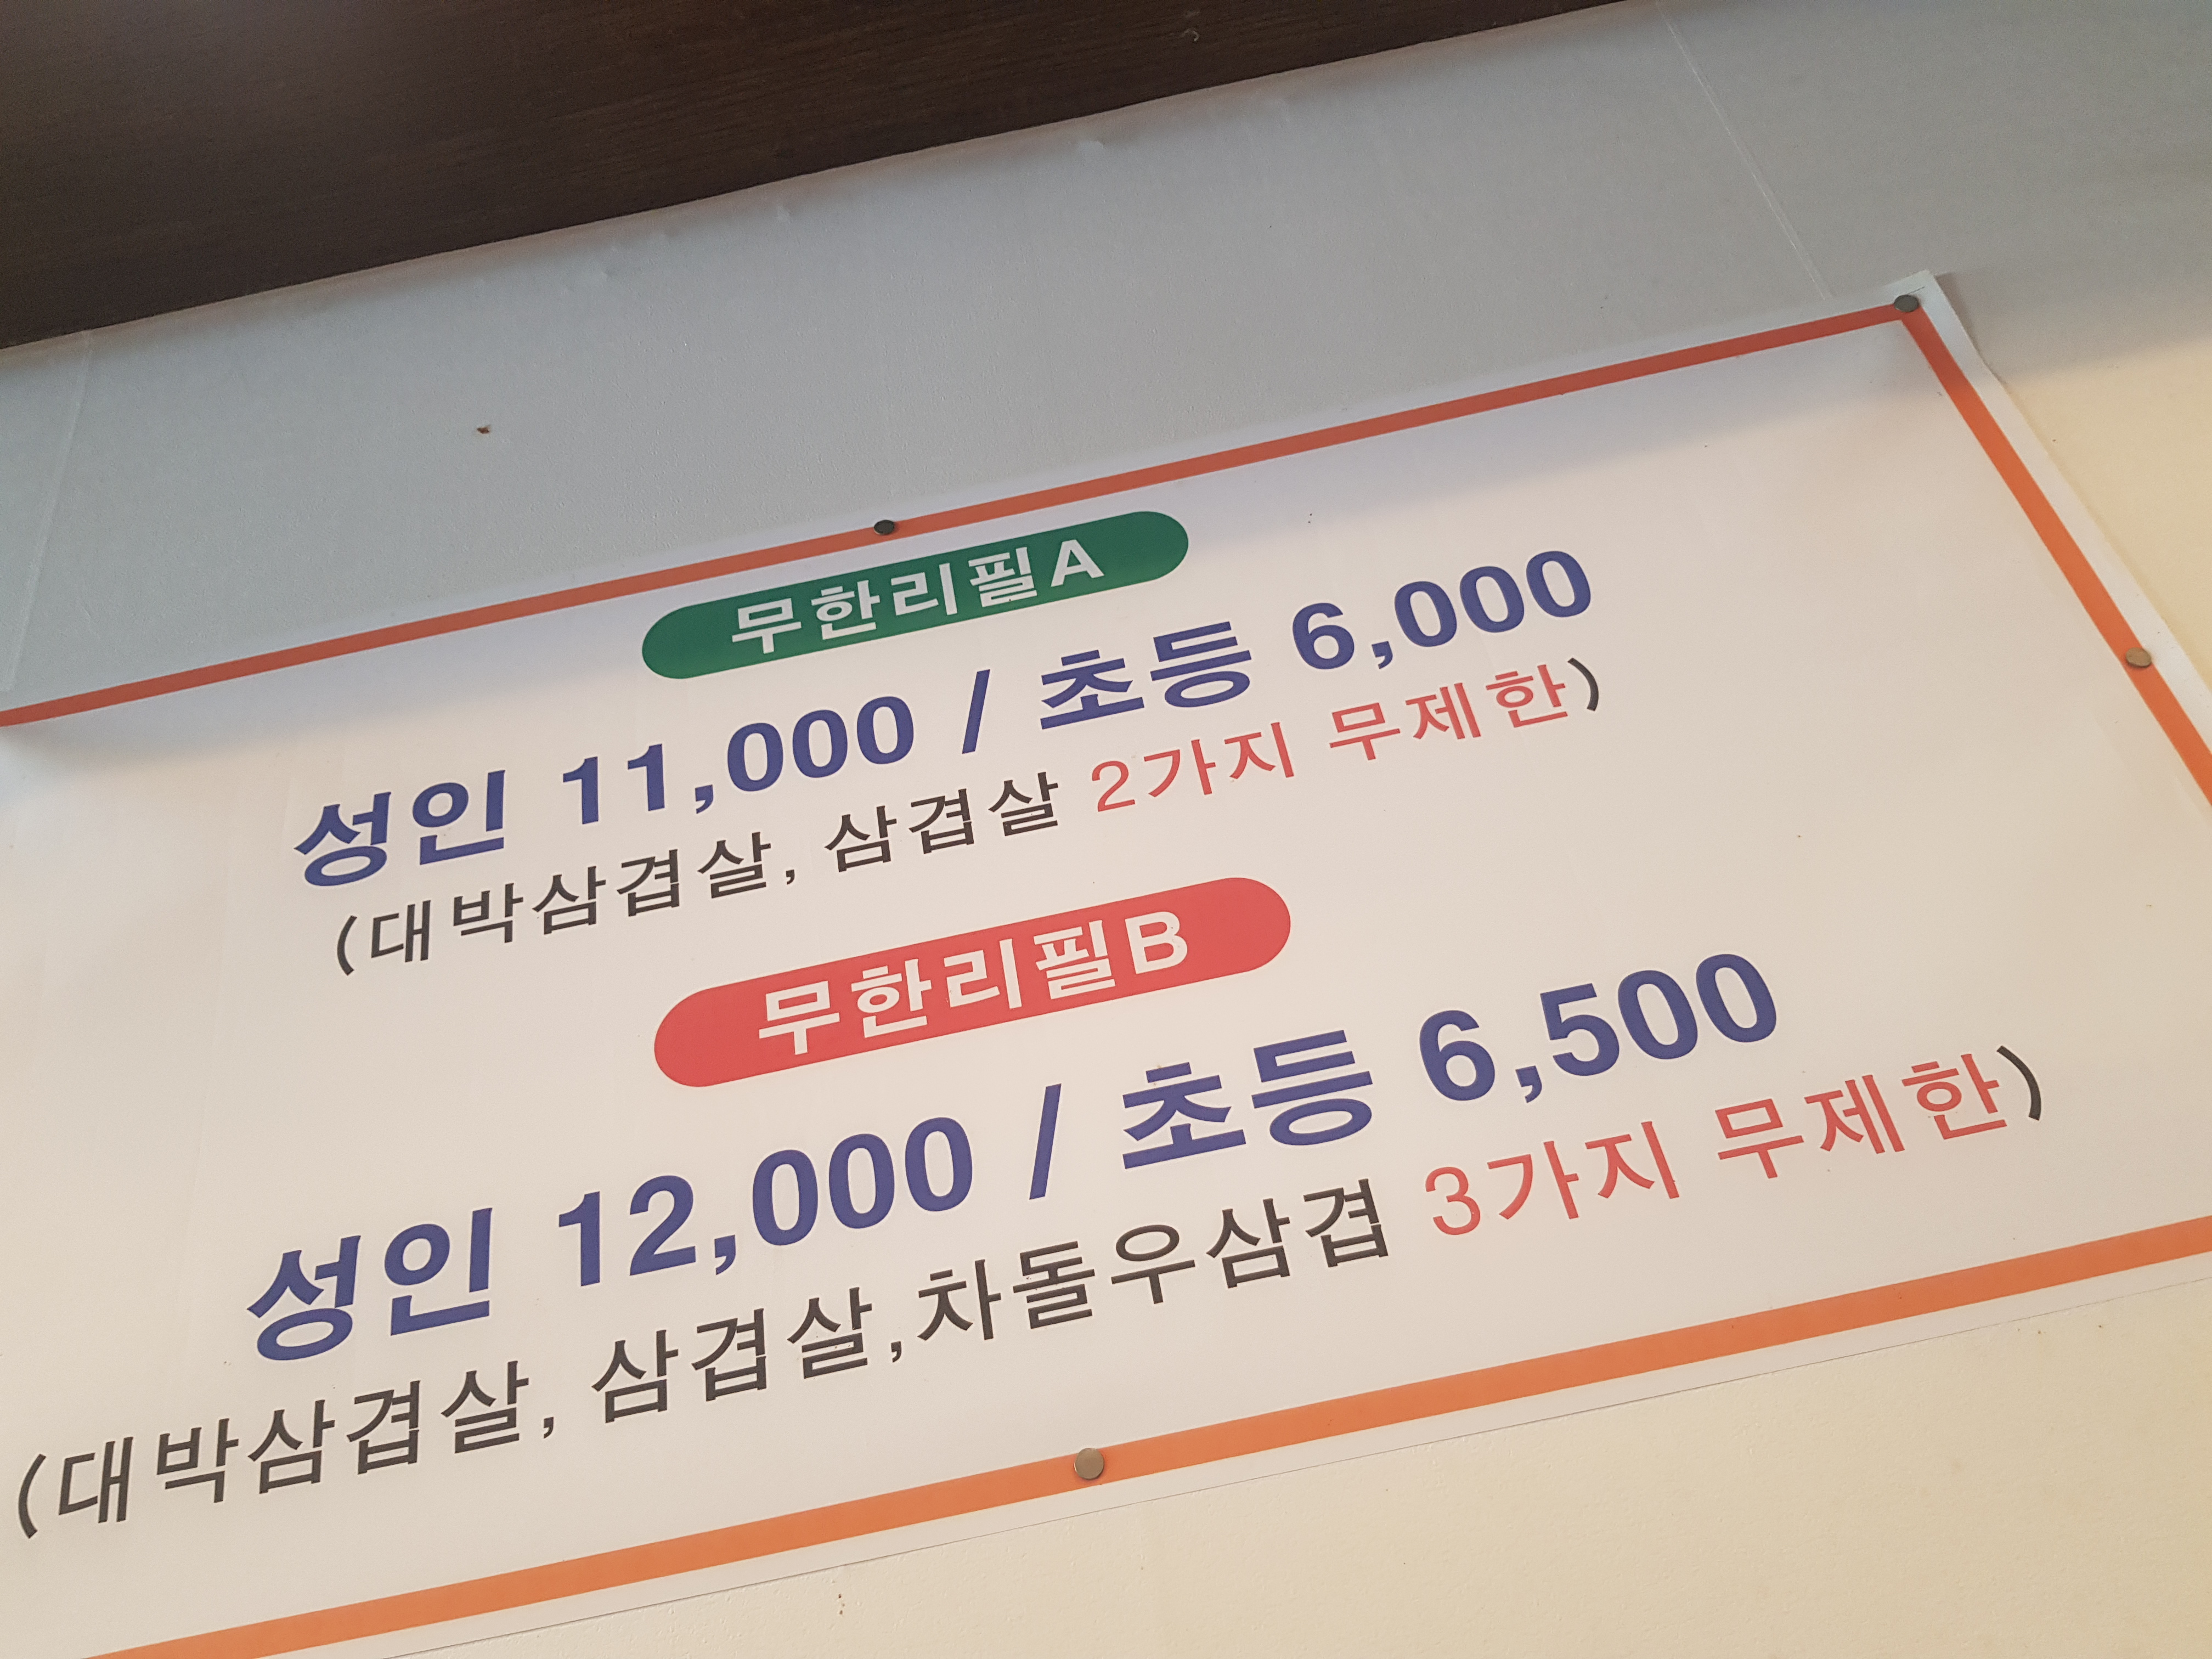 무한리필A
성인 11,000 / 초등 6,000
(대박삼겹살, 삼겹살 2가지 무제한)
무한리필B
성인 12,000 / 초등 6,500
(대박삼겹살, 삼겹살,차돌우삼겹 3가지 무제한)